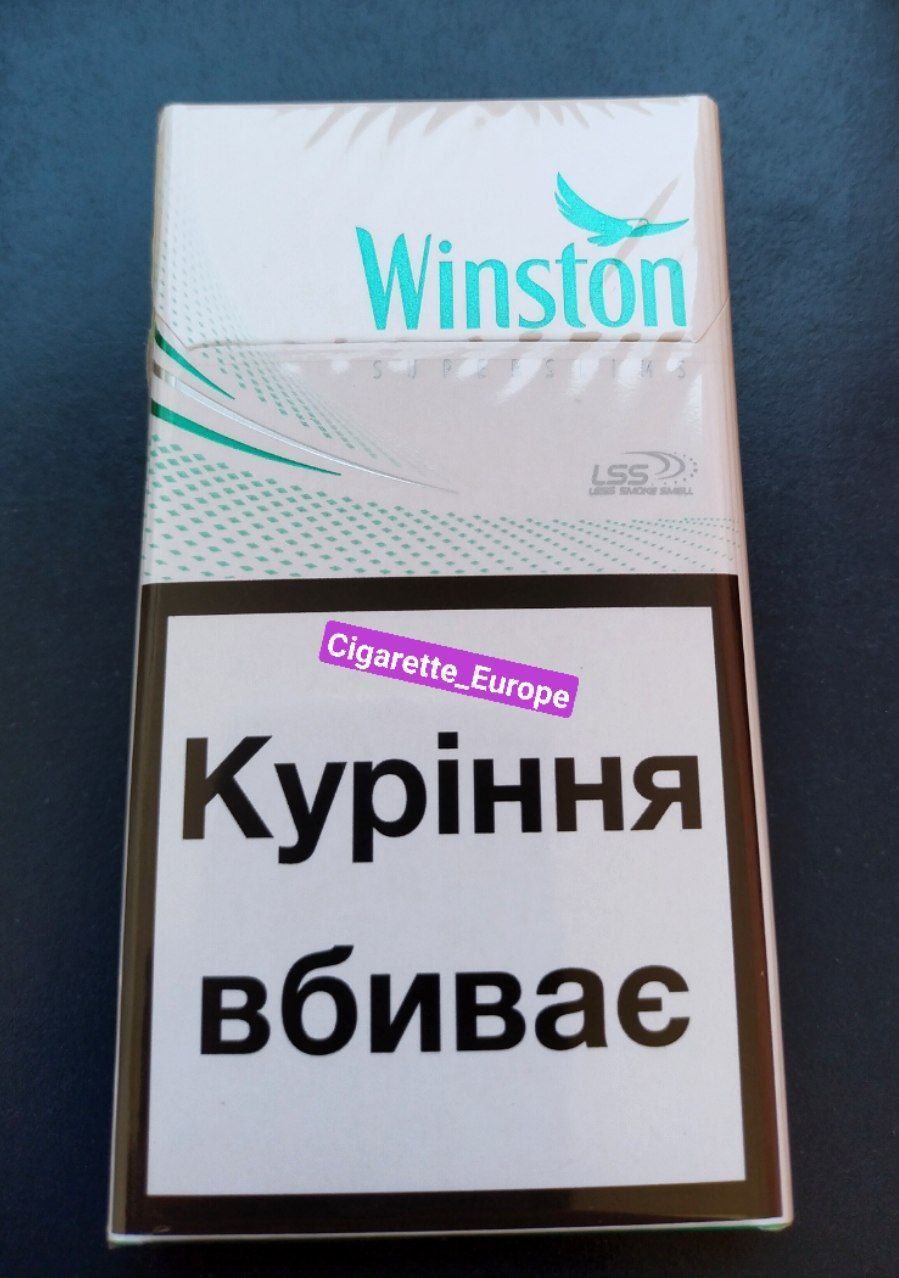 Winston
SUPERSLIMS
LSS
LESS SMOKE SMELL
Cigarette_Europe
Куріння
вбиває